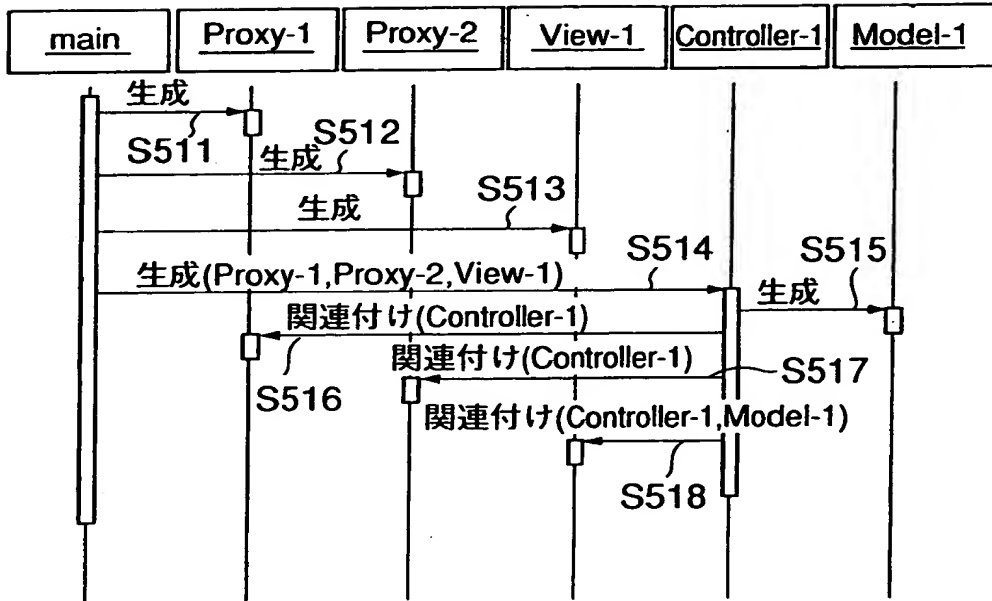 main
Proxy-1
Proxy-2
View-1
Controller-1
Model-1
生成
S511
S512
生成
生成
S513
生成(Proxy-1,Proxy-2,View-1)
S514
S515
生成
関連付け(Controller-1)
S516
関連付け(Controller-1)
S517
関連付け(Controller-1,Model-1)
S518